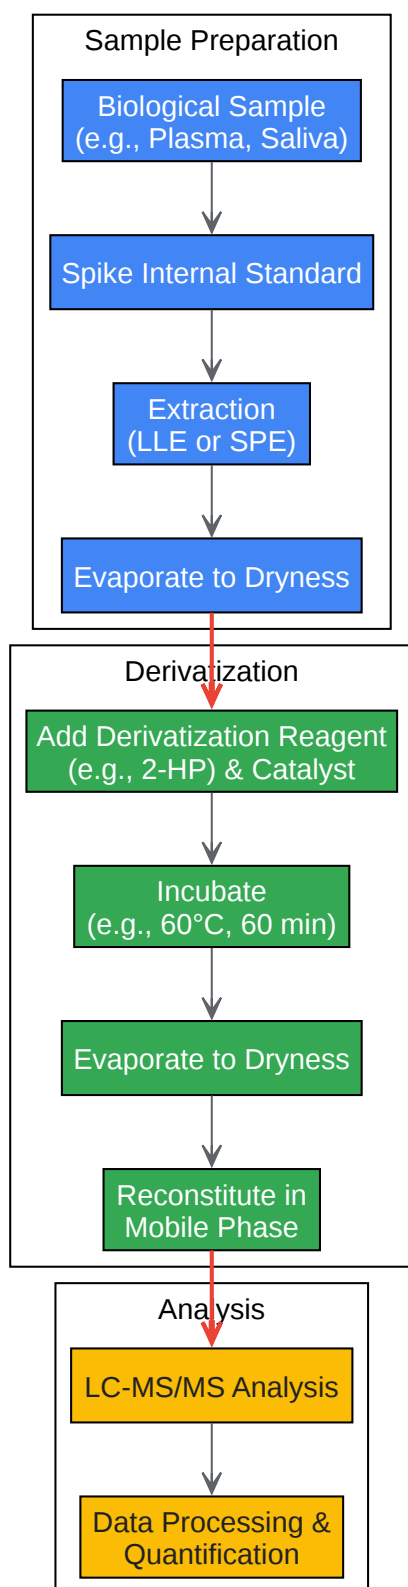 Sample Preparation
Biological Sample
(e.g., Plasma, Saliva)
Spike Internal Standard
Extraction
(LLE or SPE)
Evaporate to Dryness
Derivatization
Add Derivatization Reagent
(e.g., 2-HP) & Catalyst
Incubate
(e.g., 60°C, 60 min)
Evaporate to Dryness
Reconstitute in
Mobile Phase
Analysis
LC-MS/MS Analysis
Data Processing &
Quantification